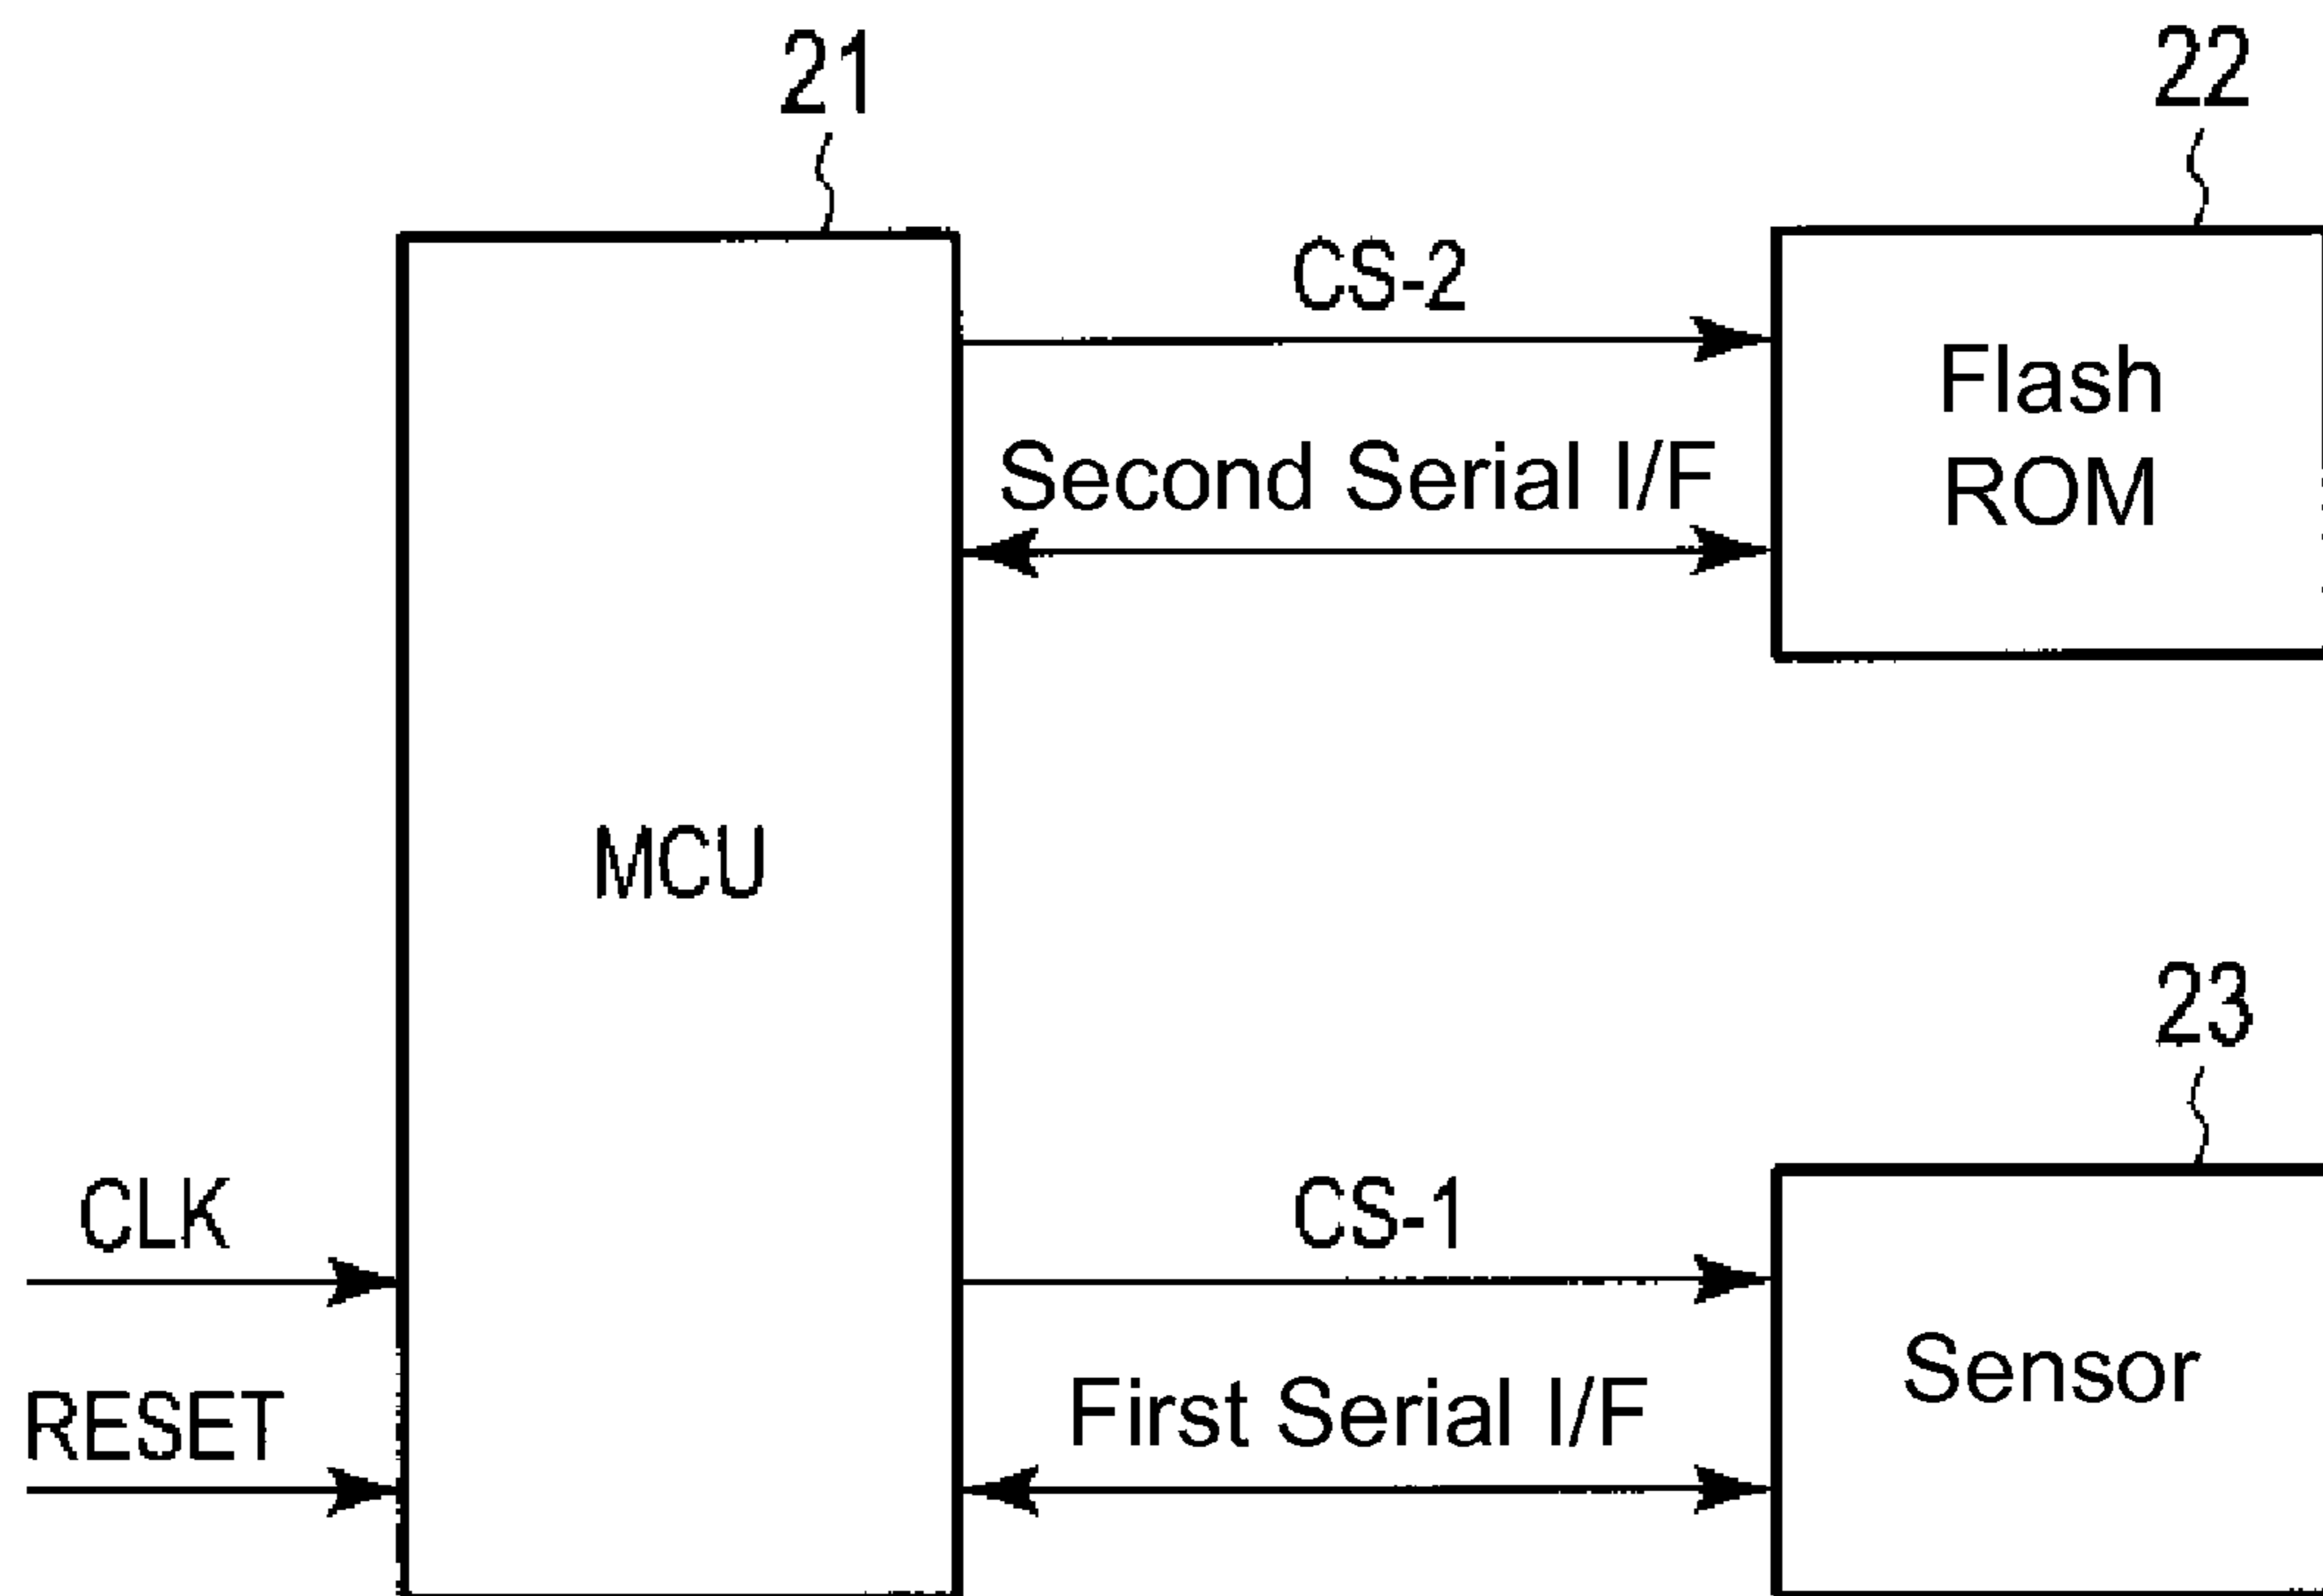 21
22
CS-2
Flash
ROM
Second Serial I/F
MCU
23
CLK
CS-1
Sensor
RESET
First Serial I/F